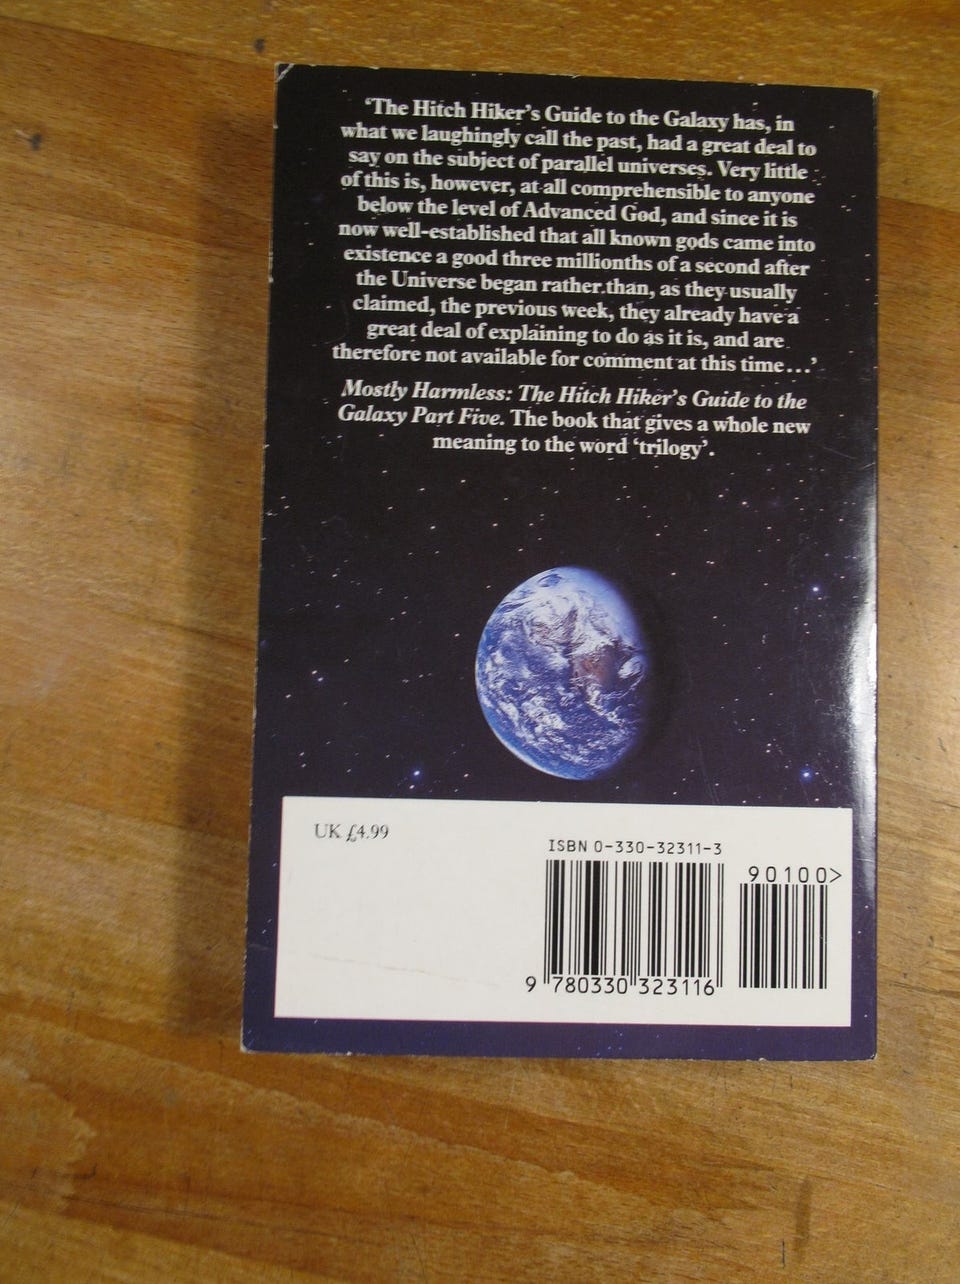 ‘The Hitch Hiker’s Guide to the Galaxy has, in
what we laughingly call the past, had a great deal to
say on the subject of parallel universes. Very little
of this is, however, at all comprehensible to anyone
below the level of Advanced God, and since it is
now well-established that all known gods came into
existence a good three millionths of a second after
the Universe began rather than, as they usually
claimed, the previous week, they already have a
great deal of explaining to do as it is, and are
therefore not available for comment at this time...’
Mostly Harmless: The Hitch Hiker’s Guide to the
Galaxy Part Five. The book that gives a whole new
meaning to the word ‘trilogy’.
UK £4.99
ISBN 0-330-32311-3
90100>
9 780330 323116